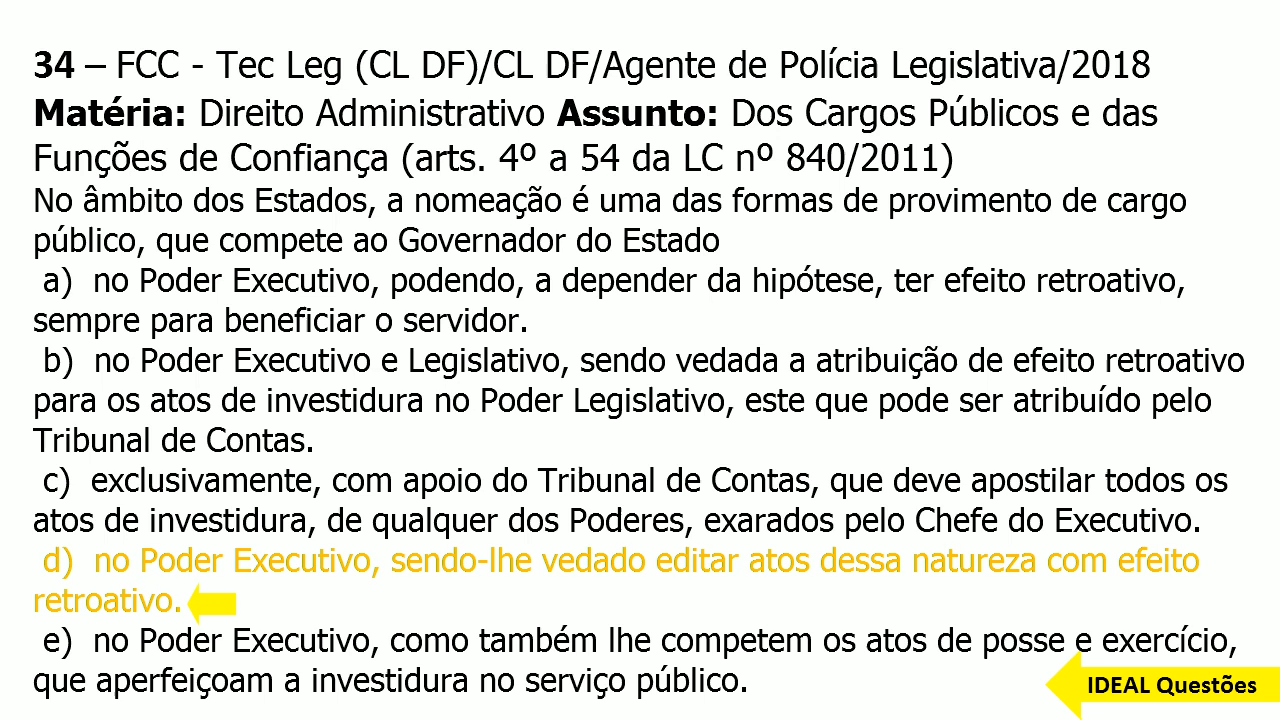 34 – FCC - Tec Leg (CL DF)/CL DF/Agente de Polícia Legislativa/2018
Matéria: Direito Administrativo Assunto: Dos Cargos Públicos e das
Funções de Confiança (arts. 4º a 54 da LC nº 840/2011)
No âmbito dos Estados, a nomeação é uma das formas de provimento de cargo
público, que compete ao Governador do Estado
a) no Poder Executivo, podendo, a depender da hipótese, ter efeito retroativo,
sempre para beneficiar o servidor.
b) no Poder Executivo e Legislativo, sendo vedada a atribuição de efeito retroativo
para os atos de investidura no Poder Legislativo, este que pode ser atribuído pelo
Tribunal de Contas.
c) exclusivamente, com apoio do Tribunal de Contas, que deve apostilar todos os
atos de investidura, de qualquer dos Poderes, exarados pelo Chefe do Executivo.
d) no Poder Executivo, sendo-lhe vedado editar atos dessa natureza com efeito
retroativo.
e) no Poder Executivo, como também lhe competem os atos de posse e exercício,
que aperfeiçoam a investidura no serviço público.
IDEAL Questões